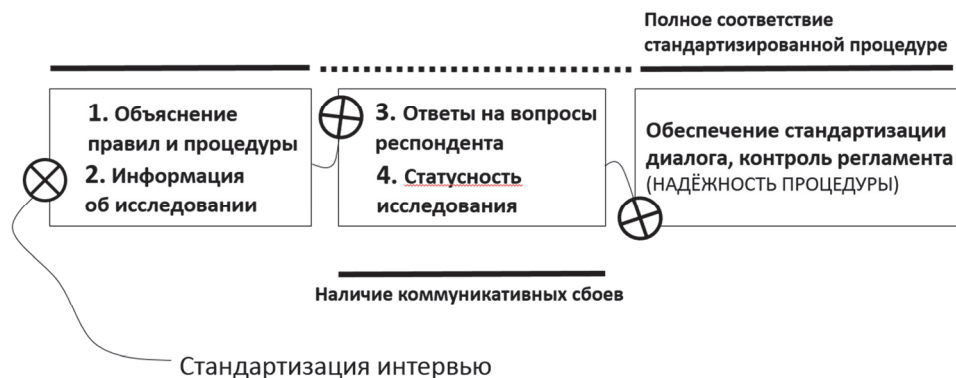 Полное соответствие
стандартизированной процедуре
1. Объяснение
правил и процедуры
2. Информация
об исследовании
3. Ответы на вопросы
респондента
4. Статусность
исследования
Обеспечение стандартизации
диалога, контроль регламента
(НАДЁЖНОСТЬ ПРОЦЕДУРЫ)
Наличие коммуникативных сбоев
Стандартизация интервью